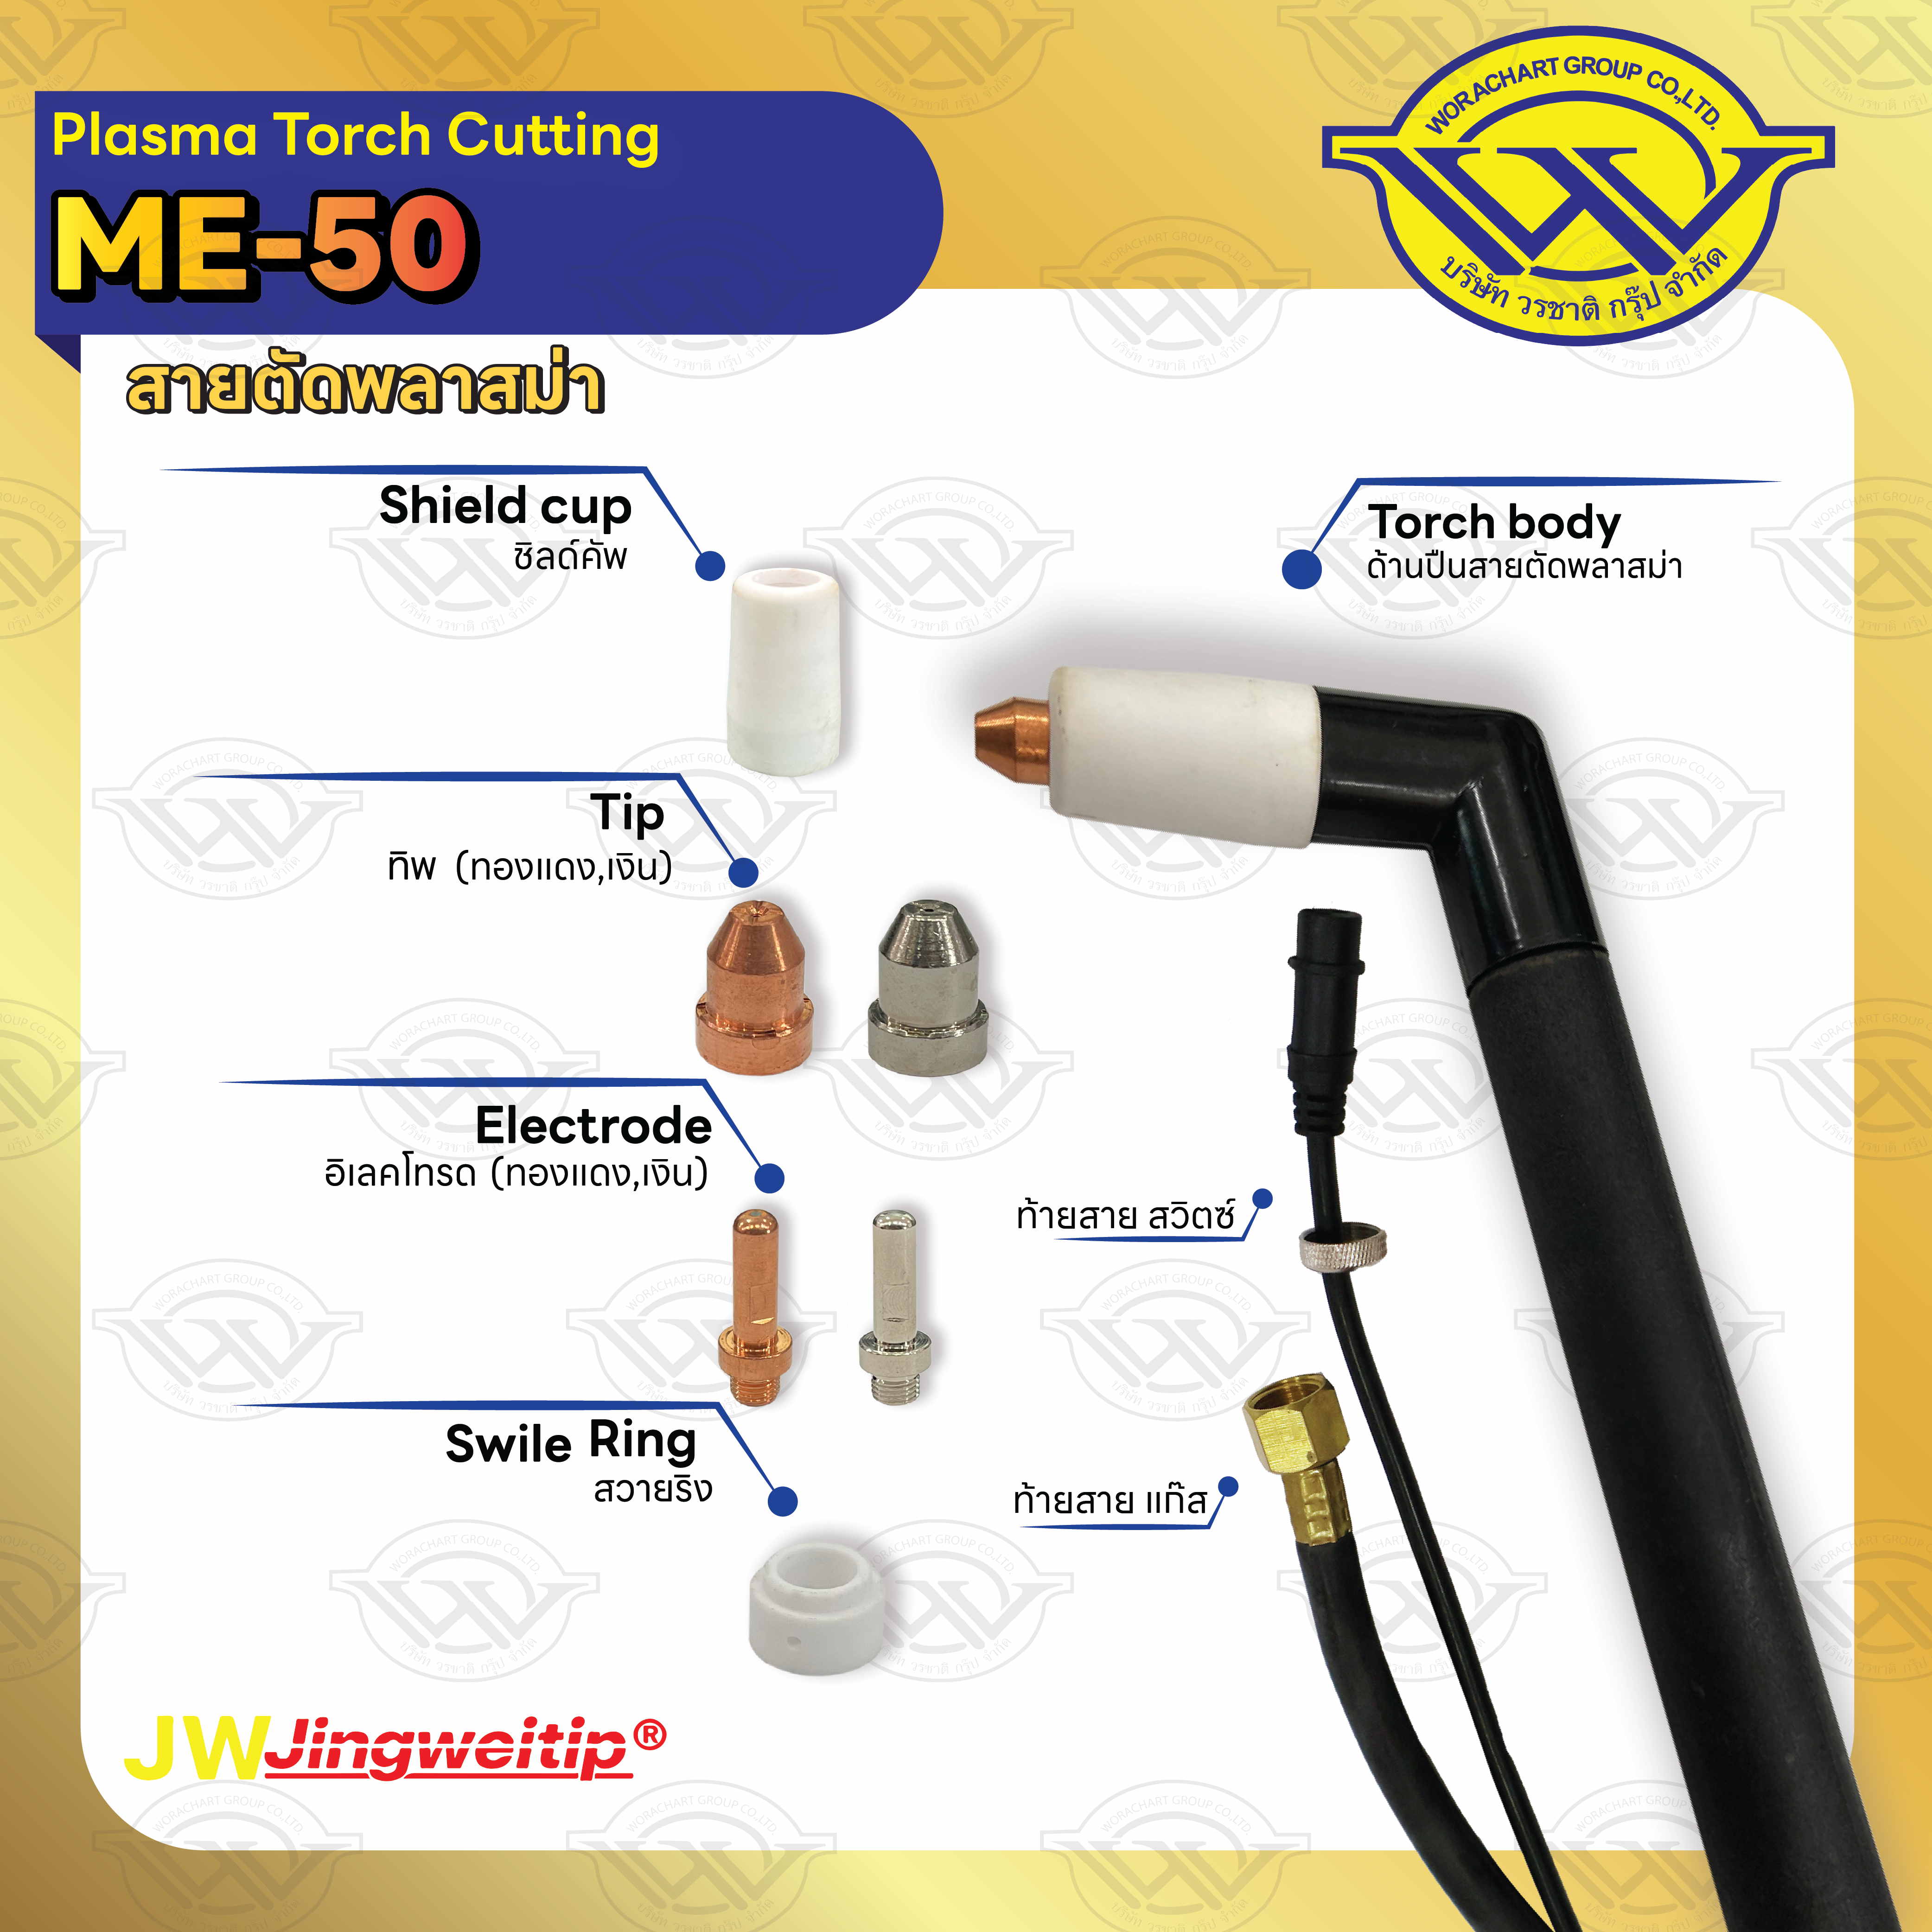 WORACHART GROUP CO.,LTD.
บริษัท วรชาติ กรุ๊ป จำกัด
Plasma Torch Cutting
ME-50
สายตัดพลาสม่า
Shield cup
ชิลด์คัพ
Torch body
ด้านปืนสายตัดพลาสม่า
Tip
ทิพ (ทองแดง,เงิน)
Electrode
อิเลคโทรด (ทองแดง,เงิน)
ท้ายสาย สวิตซ์
Swile Ring
สวายริง
ท้ายสาย แก๊ส
JW Jingweitip®